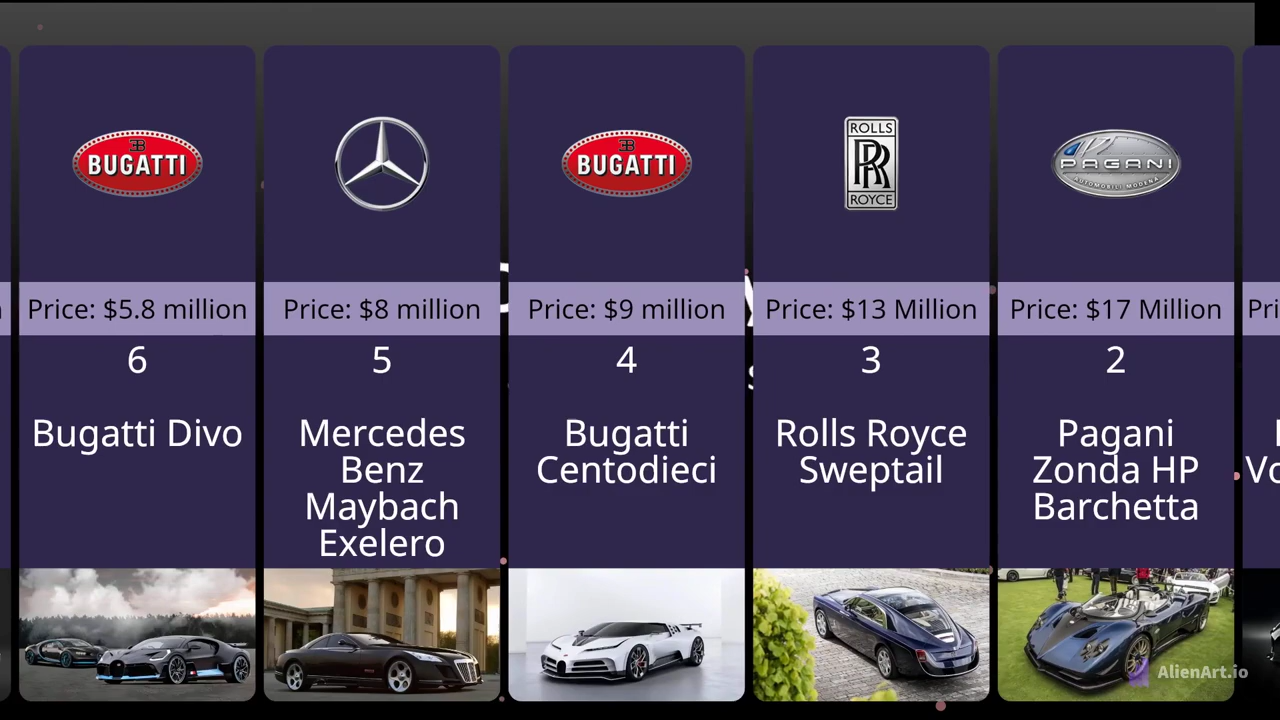 BUGATTI
BUGATTI
ROLLS
ROYCE
PAGANI
AUTOMOBILI MODENA
Price: $5.8 million
Price: $8 million
Price: $9 million
Price: $13 Million
Price: $17 Million
6
5
4
3
2
Bugatti Divo
Mercedes
Benz
Maybach
Exelero
Bugatti
Centodieci
Rolls Royce
Sweptail
Pagani
Zonda HP
Barchetta
AlienArt.io